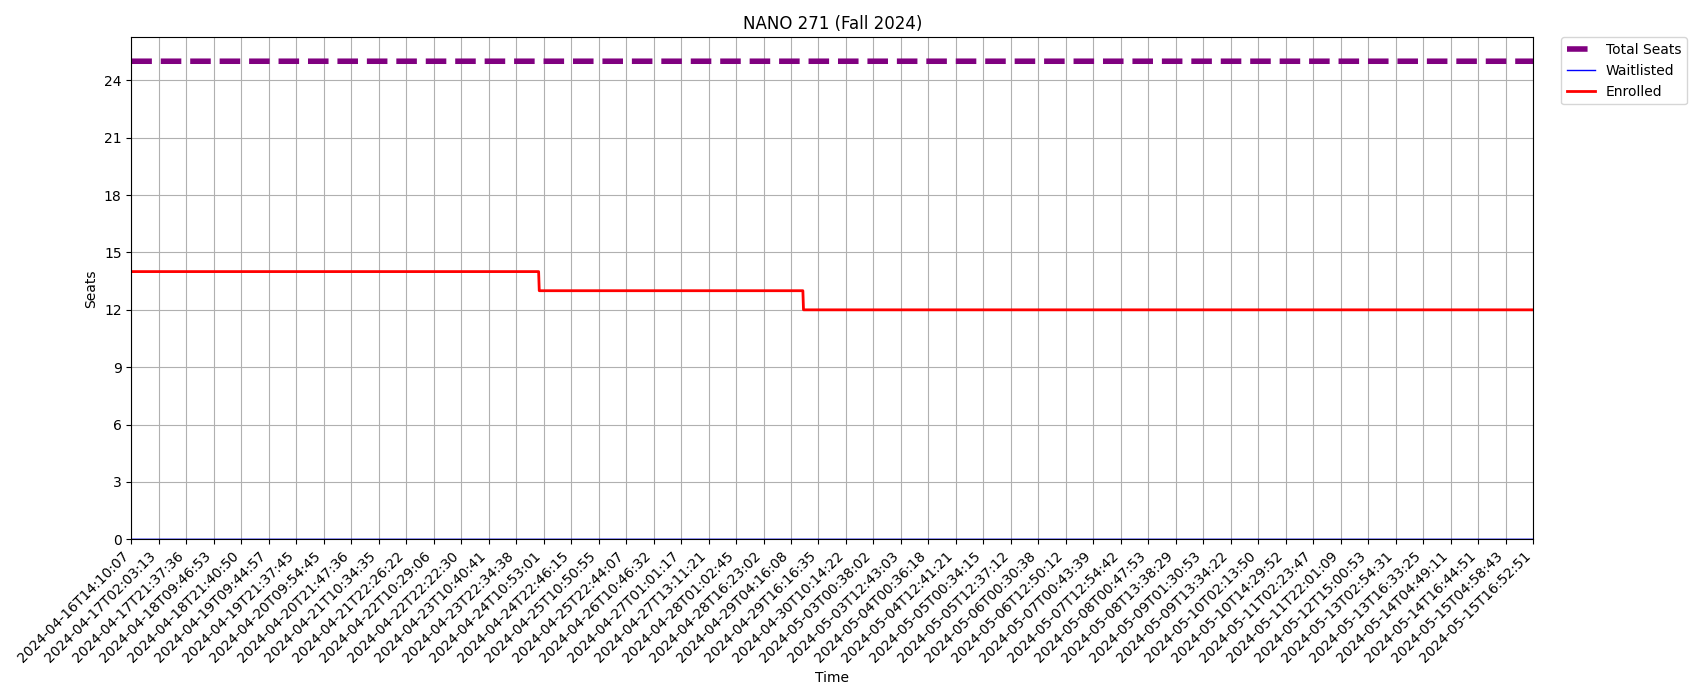 NANO 271 (Fall 2024)
Total Seats
Waitlisted
Enrolled
24
21
18
15
12
9
6
3
0
Seats
2024-04-16T14:10:07
2024-04-17T02:03:13
2024-04-17T21:37:36
2024-04-18T09:46:53
2024-04-18T21:40:50
2024-04-19T09:44:57
2024-04-19T21:37:45
2024-04-20T09:54:45
2024-04-20T21:47:36
2024-04-21T10:34:35
2024-04-21T22:26:22
2024-04-22T10:29:06
2024-04-22T22:22:30
2024-04-23T10:40:41
2024-04-23T22:34:38
2024-04-24T10:53:01
2024-04-24T22:46:15
2024-04-25T10:50:55
2024-04-25T22:44:07
2024-04-26T10:46:32
2024-04-27T01:01:17
2024-04-27T13:11:21
2024-04-28T01:02:45
2024-04-28T16:23:02
2024-04-29T04:16:08
2024-04-29T16:16:35
2024-04-30T10:14:22
2024-05-03T00:38:02
2024-05-03T12:43:03
2024-05-04T00:36:18
2024-05-04T12:41:21
2024-05-05T00:34:15
2024-05-05T12:37:12
2024-05-06T00:30:38
2024-05-06T12:50:12
2024-05-07T00:43:39
2024-05-07T12:54:42
2024-05-08T00:47:53
2024-05-08T13:38:29
2024-05-09T01:30:53
2024-05-09T13:34:22
2024-05-10T02:13:50
2024-05-10T14:29:52
2024-05-11T02:23:47
2024-05-11T22:01:09
2024-05-12T15:00:53
2024-05-13T02:54:31
2024-05-13T16:33:25
2024-05-14T04:49:11
2024-05-14T16:44:51
2024-05-15T04:58:43
2024-05-15T16:52:51
Time